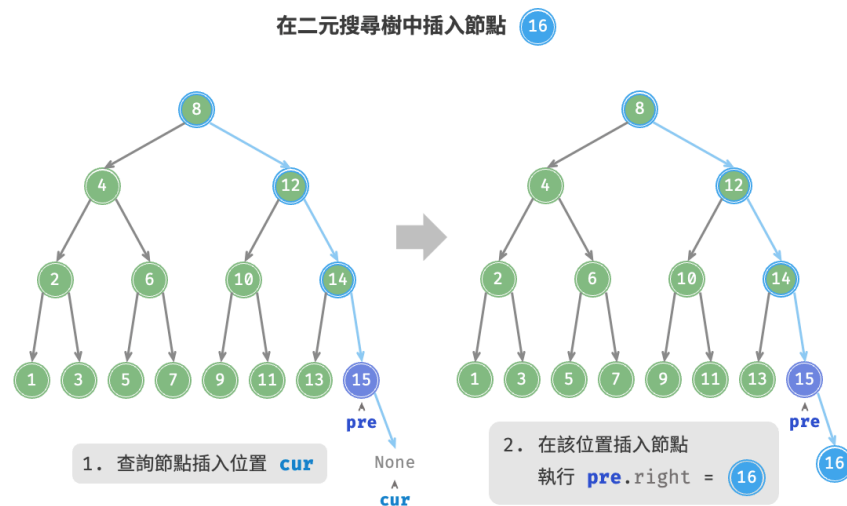 在二元搜尋樹中插入節點 16
8
4 12
2 6 10 14
1 3 5 7 9 11 13 15
pre
None
cur
1. 查詢節點插入位置 cur
8
4 12
2 6 10 14
1 3 5 7 9 11 13 15
pre
16
2. 在該位置插入節點
執行 pre.right = 16